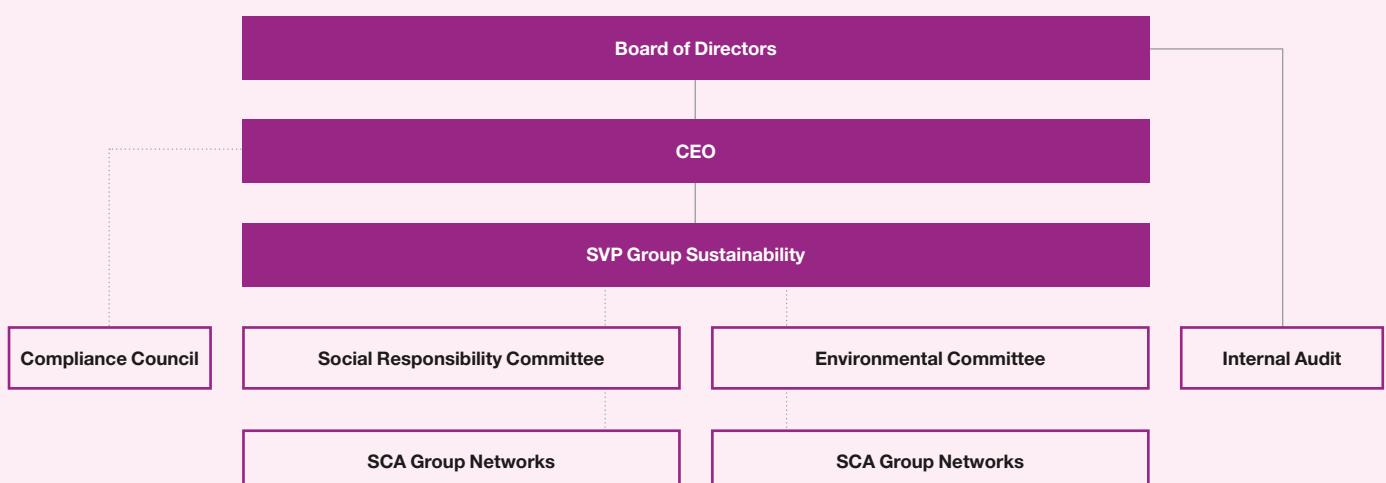 Board of Directors
CEO
SVP Group Sustainability
Compliance Council
Social Responsibility Committee
Environmental Committee
Internal Audit
SCA Group Networks
SCA Group Networks